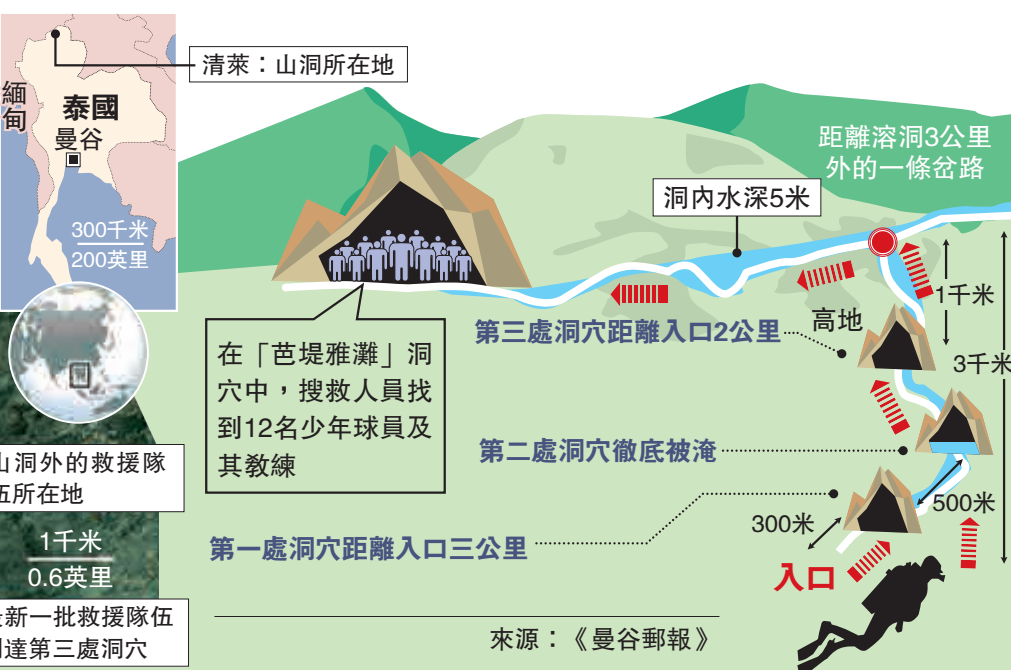 清萊：山洞所在地
緬
甸
泰國
曼谷
300千米
200英里
距離溶洞3公里
外的一條岔路
洞內水深5米
1千米
第三處洞穴距離入口2公里
高地
3千米
在「芭堤雅灘」洞
穴中，搜救人員找
到12名少年球員及
其教練
第二處洞穴徹底被淹
山洞外的救援隊
伍所在地
500米
300米
第一處洞穴距離入口三公里
1千米
0.6英里
入口
新一批救援隊伍
達第三處洞穴
來源：《曼谷郵報》